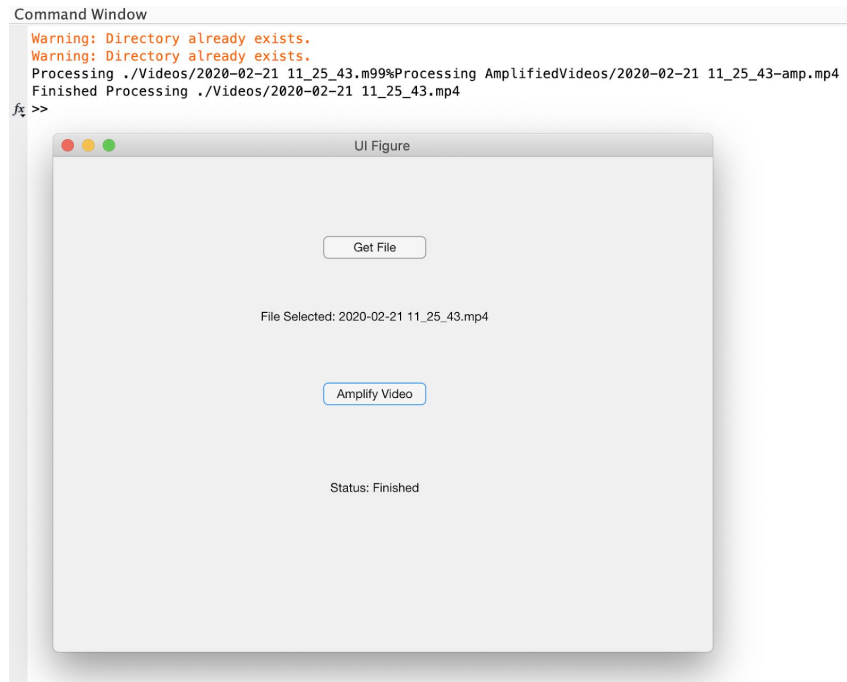 Command Window
Warning: Directory already exists.
Warning: Directory already exists.
Processing ./Videos/2020-02-21 11_25_43.m99%Processing AmplifiedVideos/2020-02-21 11_25_43-amp.mp4
Finished Processing ./Videos/2020-02-21 11_25_43.mp4
fx >>
UI Figure
Get File
File Selected: 2020-02-21 11_25_43.mp4
Amplify Video
Status: Finished